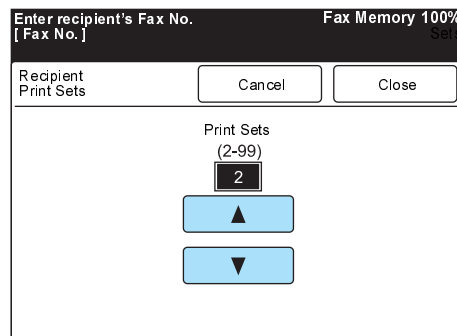 Enter recipient's Fax No. Fax Memory 100%
[ Fax No. ] Sets
Recipient
Print Sets
Cancel
Close
Print Sets
(2-99)
2